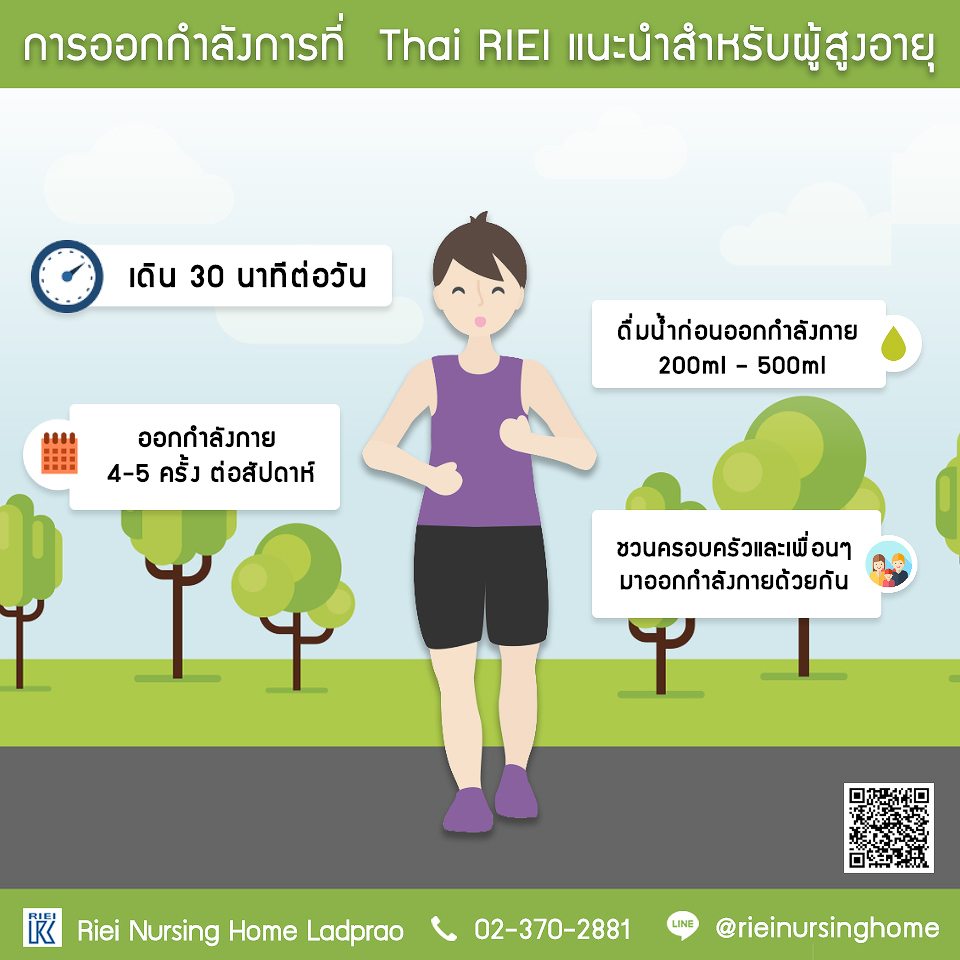 การออกกำลังการที่ Thai RIEI แนะนำสำหรับผู้สูงอายุ
เดิน 30 นาทีต่อวัน
ดื่มน้ำก่อนออกกำลังกาย
200ml - 500ml
ออกกำลังกาย
4-5 ครั้ง ต่อสัปดาห์
ชวนครอบครัวและเพื่อนๆ
มาออกกำลังกายด้วยกัน
RIEI
Riei Nursing Home Ladprao
02-370-2881
LINE
@rieinursinghome